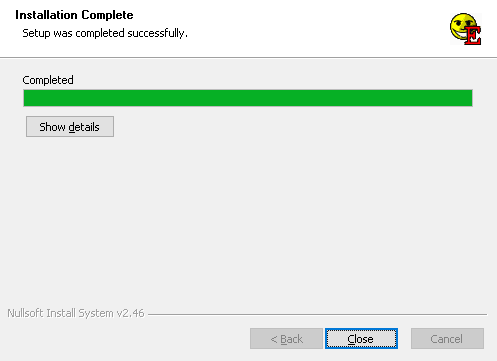 Installation Complete
Setup was completed successfully.
E
Completed
Show details
Nullsoft Install System v2.46
< Back
Close
Cancel